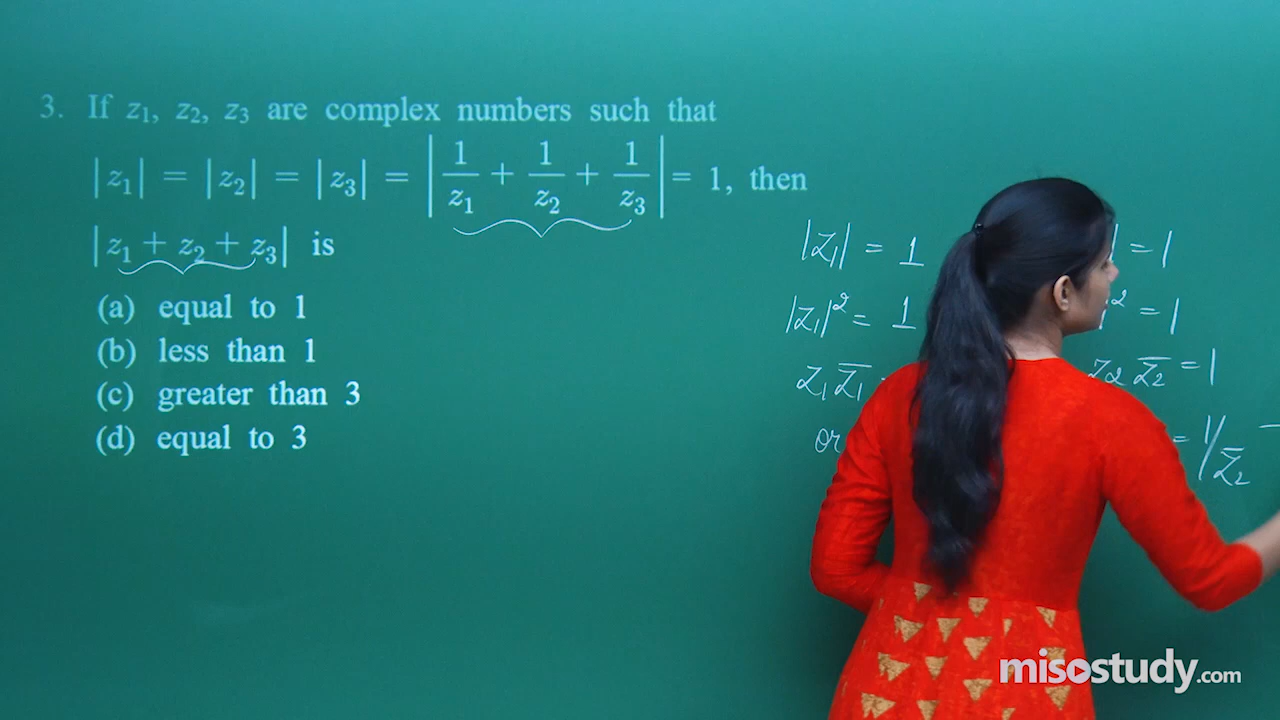 3. If z₁, z₂, z₃ are complex numbers such that
|z₁| = |z₂| = |z₃| = |1/z₁ + 1/z₂ + 1/z₃| = 1, then
|z₁ + z₂ + z₃| is
(a) equal to 1
(b) less than 1
(c) greater than 3
(d) equal to 3
|z₁| = 1
| = 1
|z₁|² = 1
² = 1
z₁ z̄₁
z₂ z̄₂ = 1
or
= 1/z̄₂
misostudy.com